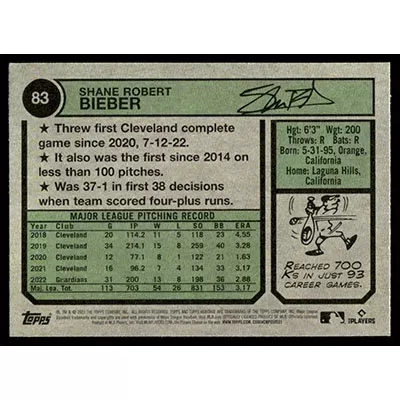 83
SHANE ROBERT
BIEBER
Shane Bieber
★ Threw first Cleveland complete
game since 2020, 7-12-22.
★ It also was the first since 2014 on
less than 100 pitches.
★ Was 37-1 in first 38 decisions
when team scored four-plus runs.
Hgt: 6'3" Wgt: 200
Throws: R Bats: R
Born: 5-31-95, Orange,
California
Home: Laguna Hills,
California
MAJOR LEAGUE PITCHING RECORD
Year Club G IP W L SO BB ERA
2018 Cleveland 20 114.2 11 5 118 23 4.55
2019 Cleveland 34 214.1 15 8 259 40 3.28
2020 Cleveland 12 77.1 8 1 122 21 1.63
2021 Cleveland 16 96.2 7 4 134 33 3.17
2022 Guardians 31 200.0 13 8 198 36 2.88
Maj. Lea. Tot. 113 703.0 54 26 831 153 3.17
REACHED 700
KS IN JUST 93
CAREER GAMES.
Topps
MLB
PLAYERS